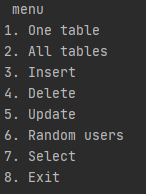 menu
1. One table
2. All tables
3. Insert
4. Delete
5. Update
6. Random users
7. Select
8. Exit